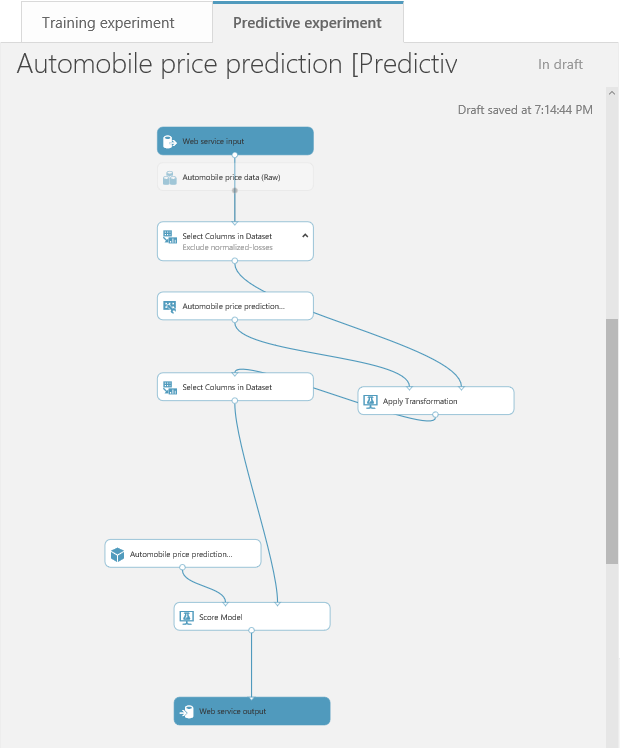 Training experiment
Predictive experiment
Automobile price prediction [Predictiv
In draft
Draft saved at 7:14:44 PM
Web service input
Automobile price data (Raw)
Select Columns in Dataset
Exclude normalized-losses
Automobile price prediction...
Select Columns in Dataset
Apply Transformation
Automobile price prediction...
Score Model
Web service output